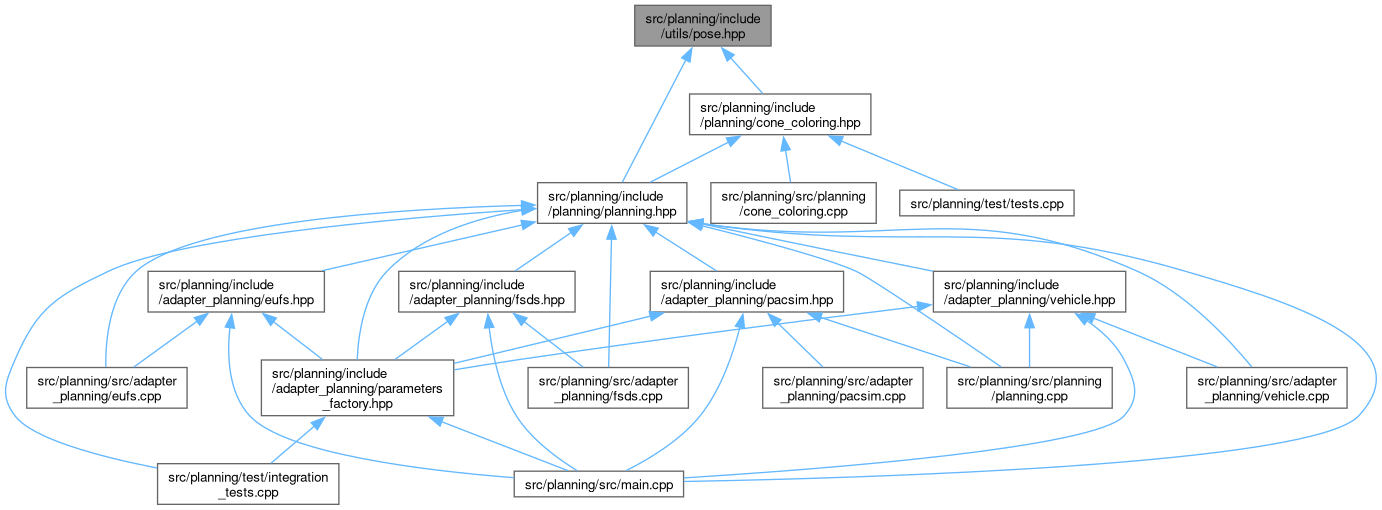 src/planning/include
/utils/pose.hpp
src/planning/include
/planning/cone_coloring.hpp
src/planning/include
/planning/planning.hpp
src/planning/src/planning
/cone_coloring.cpp
src/planning/test/tests.cpp
src/planning/include
/adapter_planning/eufs.hpp
src/planning/include
/adapter_planning/fsds.hpp
src/planning/include
/adapter_planning/pacsim.hpp
src/planning/include
/adapter_planning/vehicle.hpp
src/planning/src/adapter
_planning/eufs.cpp
src/planning/include
/adapter_planning/parameters
_factory.hpp
src/planning/src/adapter
_planning/fsds.cpp
src/planning/src/adapter
_planning/pacsim.cpp
src/planning/src/planning
/planning.cpp
src/planning/src/adapter
_planning/vehicle.cpp
src/planning/test/integration
_tests.cpp
src/planning/src/main.cpp